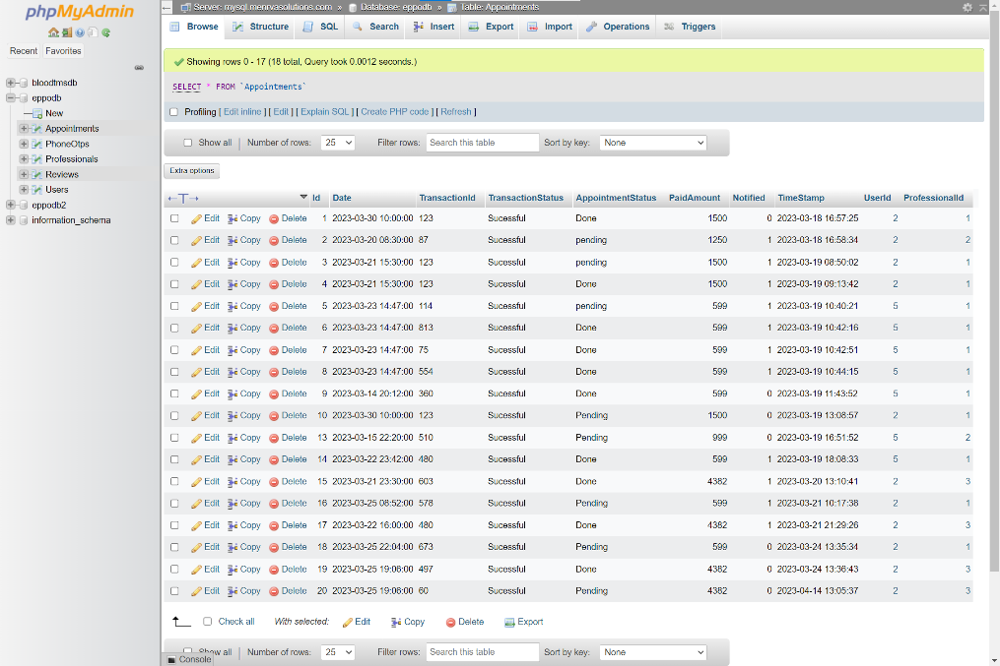 phpMyAdmin
Recent Favorites
bloodtmsdb
eppodb
New
Appointments
PhoneOtps
Professionals
Reviews
Users
eppodb2
information_schema
Server: mysql.menrvasolutions.com » Database: eppodb » Table: Appointments
Browse Structure SQL Search Insert Export Import Operations Triggers
Showing rows 0 - 17 (18 total, Query took 0.0012 seconds.)
SELECT * FROM `Appointments`
Profiling [ Edit inline ] [ Edit ] [ Explain SQL ] [ Create PHP code ] [ Refresh ]
Show all Number of rows: 25 Filter rows: Search this table Sort by key: None
Extra options
←T→ Id Date TransactionId TransactionStatus AppointmentStatus PaidAmount Notified TimeStamp UserId ProfessionalId
Edit Copy Delete 1 2023-03-30 10:00:00 123 Sucessful Done 1500 0 2023-03-18 16:57:25 2 1
Edit Copy Delete 2 2023-03-20 08:30:00 87 Sucessful pending 1250 1 2023-03-18 16:58:34 2 2
Edit Copy Delete 3 2023-03-21 15:30:00 123 Sucessful pending 1500 1 2023-03-19 08:50:02 2 1
Edit Copy Delete 4 2023-03-21 15:30:00 123 Sucessful Done 1500 1 2023-03-19 09:13:42 2 1
Edit Copy Delete 5 2023-03-23 14:47:00 114 Sucessful pending 599 1 2023-03-19 10:40:21 5 1
Edit Copy Delete 6 2023-03-23 14:47:00 813 Sucessful Done 599 1 2023-03-19 10:42:16 5 1
Edit Copy Delete 7 2023-03-23 14:47:00 75 Sucessful Done 599 1 2023-03-19 10:42:51 5 1
Edit Copy Delete 8 2023-03-23 14:47:00 554 Sucessful Done 599 1 2023-03-19 10:44:15 5 1
Edit Copy Delete 9 2023-03-14 20:12:00 360 Sucessful Done 599 0 2023-03-19 11:43:52 5 1
Edit Copy Delete 10 2023-03-30 10:00:00 123 Sucessful Pending 1500 0 2023-03-19 13:08:57 2 1
Edit Copy Delete 13 2023-03-15 22:20:00 510 Sucessful Pending 999 0 2023-03-19 16:51:52 5 2
Edit Copy Delete 14 2023-03-22 23:42:00 480 Sucessful Done 599 1 2023-03-19 18:08:33 5 1
Edit Copy Delete 15 2023-03-21 23:30:00 603 Sucessful Done 4382 1 2023-03-20 13:10:41 2 3
Edit Copy Delete 16 2023-03-25 08:52:00 578 Sucessful Pending 599 1 2023-03-21 10:17:38 2 1
Edit Copy Delete 17 2023-03-22 16:00:00 480 Sucessful Done 4382 1 2023-03-21 21:29:26 2 3
Edit Copy Delete 18 2023-03-25 22:04:00 673 Sucessful Pending 599 0 2023-03-24 13:35:34 2 1
Edit Copy Delete 19 2023-03-25 19:06:00 497 Sucessful Done 4382 0 2023-03-24 13:36:43 2 3
Edit Copy Delete 20 2023-03-25 19:06:00 60 Sucessful Pending 4382 0 2023-04-14 13:05:37 2 3
Check all With selected: Edit Copy Delete Export
Show all Number of rows: 25 Filter rows: Search this table Sort by key: None
Console